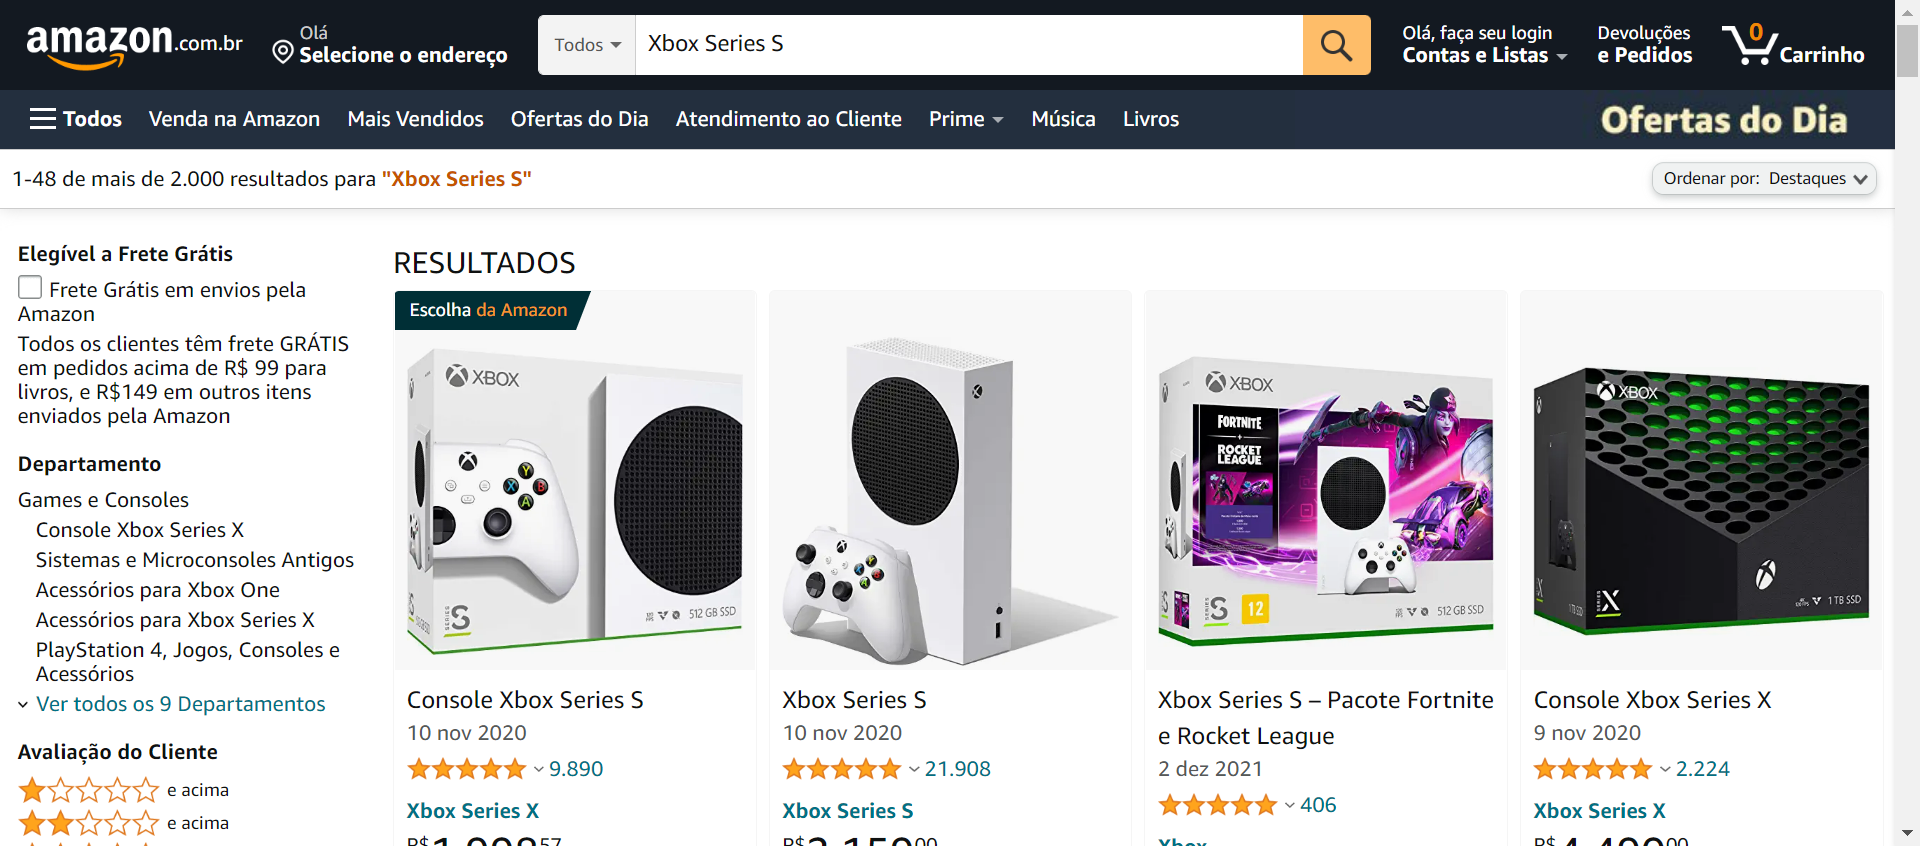 amazon.com.br
Olá
Selecione o endereço
Todos
Xbox Series S
Olá, faça seu login
Contas e Listas
Devoluções
e Pedidos
0
Carrinho
Todos
Venda na Amazon
Mais Vendidos
Ofertas do Dia
Atendimento ao Cliente
Prime
Música
Livros
Ofertas do Dia
1-48 de mais de 2.000 resultados para "Xbox Series S"
Ordenar por: Destaques
Elegível a Frete Grátis
Frete Grátis em envios pela
Amazon
Todos os clientes têm frete GRÁTIS
em pedidos acima de R$ 99 para
livros, e R$149 em outros itens
enviados pela Amazon
Departamento
Games e Consoles
Console Xbox Series X
Sistemas e Microconsoles Antigos
Acessórios para Xbox One
Acessórios para Xbox Series X
PlayStation 4, Jogos, Consoles e
Acessórios
Ver todos os 9 Departamentos
Avaliação do Cliente
e acima
e acima
RESULTADOS
Escolha da Amazon
XBOX
Y
X
B
A
SERIES
S
512 GB SSD
Console Xbox Series S
10 nov 2020
9.890
Xbox Series X
Xbox Series S
10 nov 2020
21.908
Xbox Series S
XBOX
FORTNITE
+
ROCKET
LEAGUE
SERIES
S
12
512 GB SSD
Xbox Series S – Pacote Fortnite
e Rocket League
2 dez 2021
406
Xbox
XBOX
SERIES
X
1 TB SSD
Console Xbox Series X
9 nov 2020
2.224
Xbox Series X